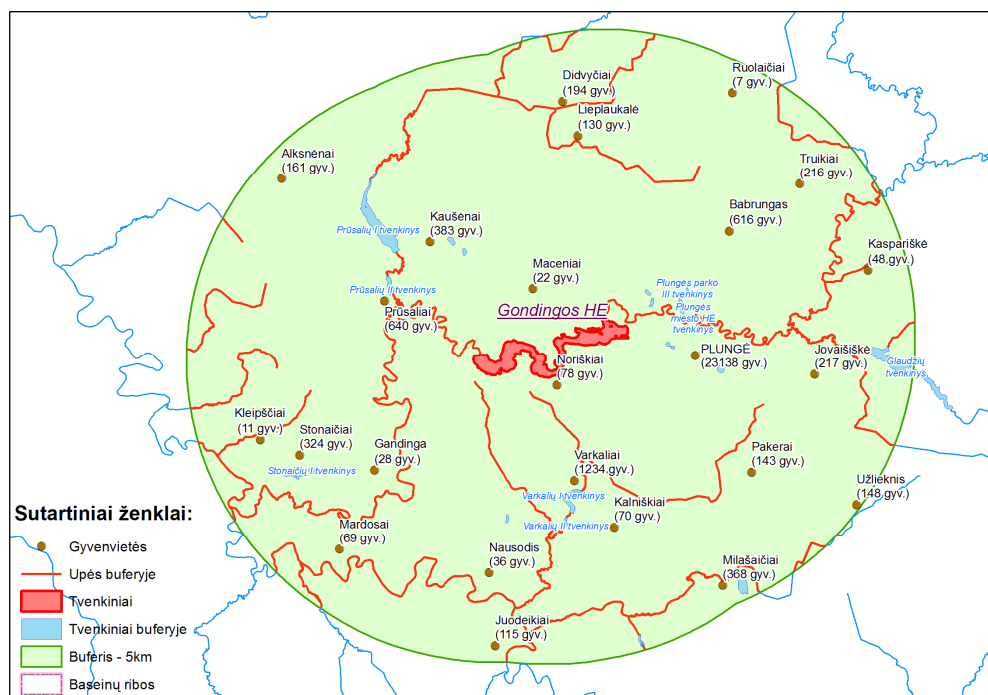 Didvyčiai
(194 gyv.)
Ruolaičiai
(7 gyv.)
Lieplaukalė
(130 gyv.)
Alksnėnai
(161 gyv.)
Truikiai
(216 gyv.)
Babrungas
(616 gyv.)
Kaušėnai
(383 gyv.)
Prūsalių I tvenkinys
Kaspariškė
(48 gyv.)
Maceniai
(22 gyv.)
Prūsalių II tvenkinys
Plungės parko
III tvenkinys
Plungės
miesto HE
tvenkinys
Prūsaliai
(640 gyv.)
Gondingos HE
Noriškiai
(78 gyv.)
PLUNGĖ
(23138 gyv.)
Jovaišiškė
(217 gyv.)
Glaudžių
tvenkinys
Kleipščiai
(11 gyv.)
Stonaičiai
(324 gyv.)
Gandinga
(28 gyv.)
Stonaičių I tvenkinys
Varkaliai
(1234 gyv.)
Pakerai
(143 gyv.)
Užlieknis
(148 gyv.)
Varkalių I tvenkinys
Kalniškiai
(70 gyv.)
Varkalių II tvenkinys
Mardosai
(69 gyv.)
Nausodis
(36 gyv.)
Milašaičiai
(368 gyv.)
Juodeikiai
(115 gyv.)
Sutartiniai ženklai:
Gyvenvietės
Upės buferyje
Tvenkiniai
Tvenkiniai buferyje
Buferis - 5km
Baseinų ribos